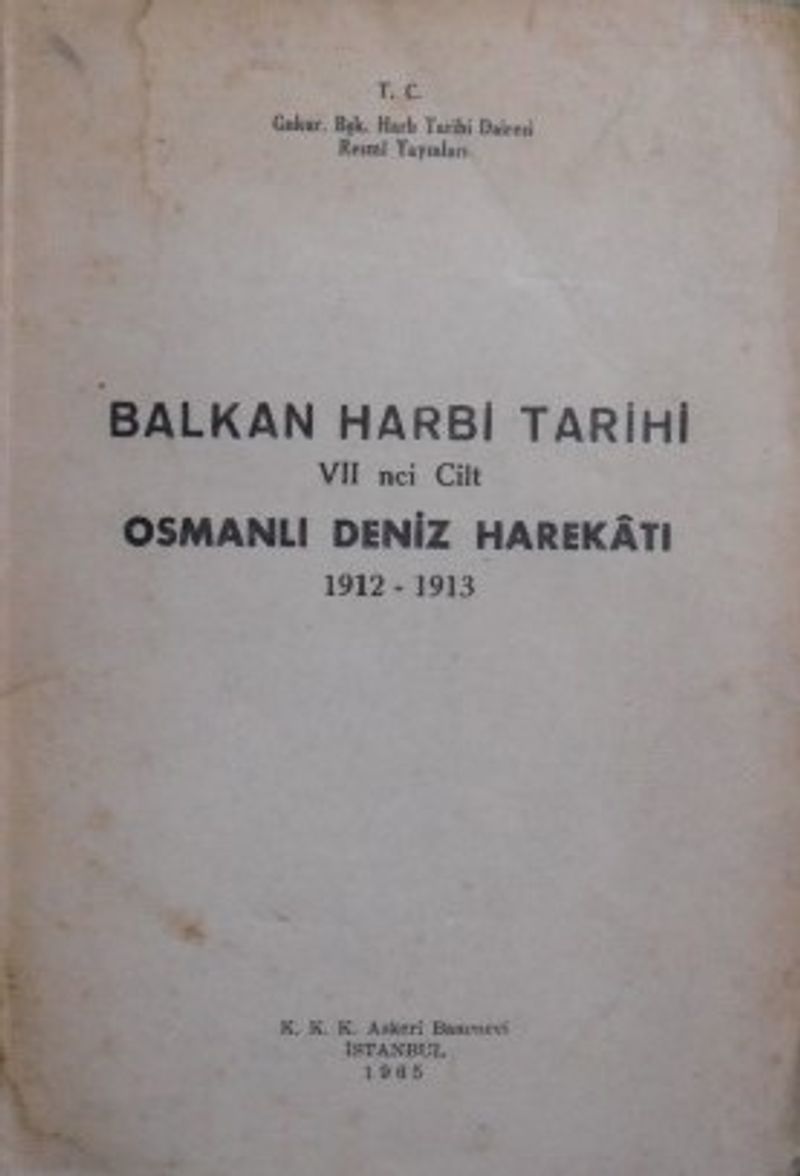 T. C.
Gnkur. Bşk. Harb Tarihi Dairesi
Resmî Yayınları
BALKAN HARBİ TARİHİ
VII nci Cilt
OSMANLI DENİZ HAREKÂTI
1912 - 1913
K. K. K. Askerî Basımevi
İSTANBUL
1965